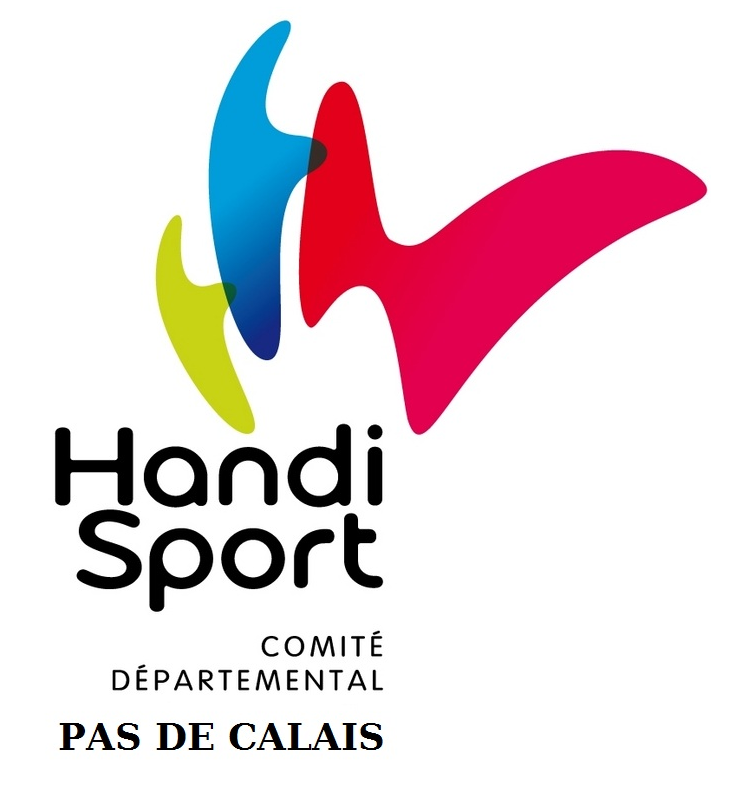 Handi
Sport
COMITÉ
DÉPARTEMENTAL
PAS DE CALAIS